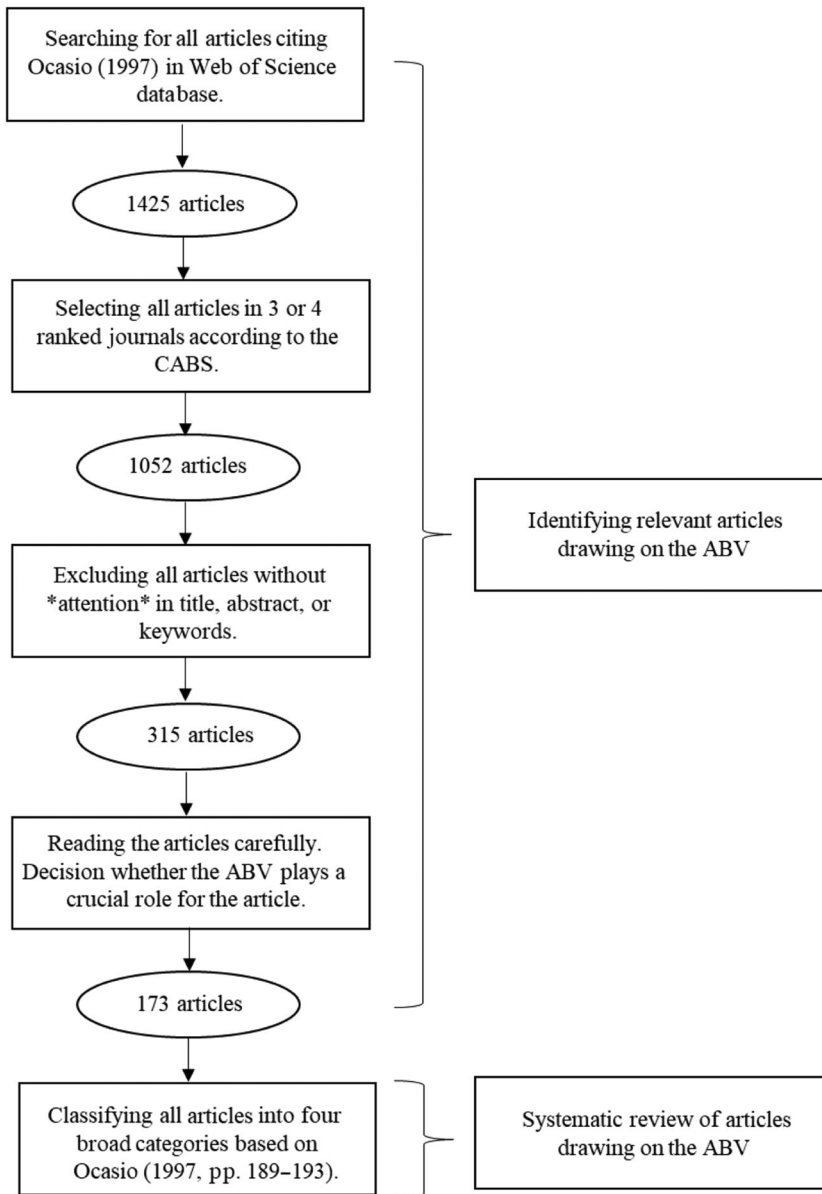 Searching for all articles citing
Ocasio (1997) in Web of Science
database.
1425 articles
Selecting all articles in 3 or 4
ranked journals according to the
CABS.
1052 articles
Excluding all articles without
*attention* in title, abstract, or
keywords.
315 articles
Reading the articles carefully.
Decision whether the ABV plays a
crucial role for the article.
173 articles
Classifying all articles into four
broad categories based on
Ocasio (1997, pp. 189–193).
Identifying relevant articles
drawing on the ABV
Systematic review of articles
drawing on the ABV